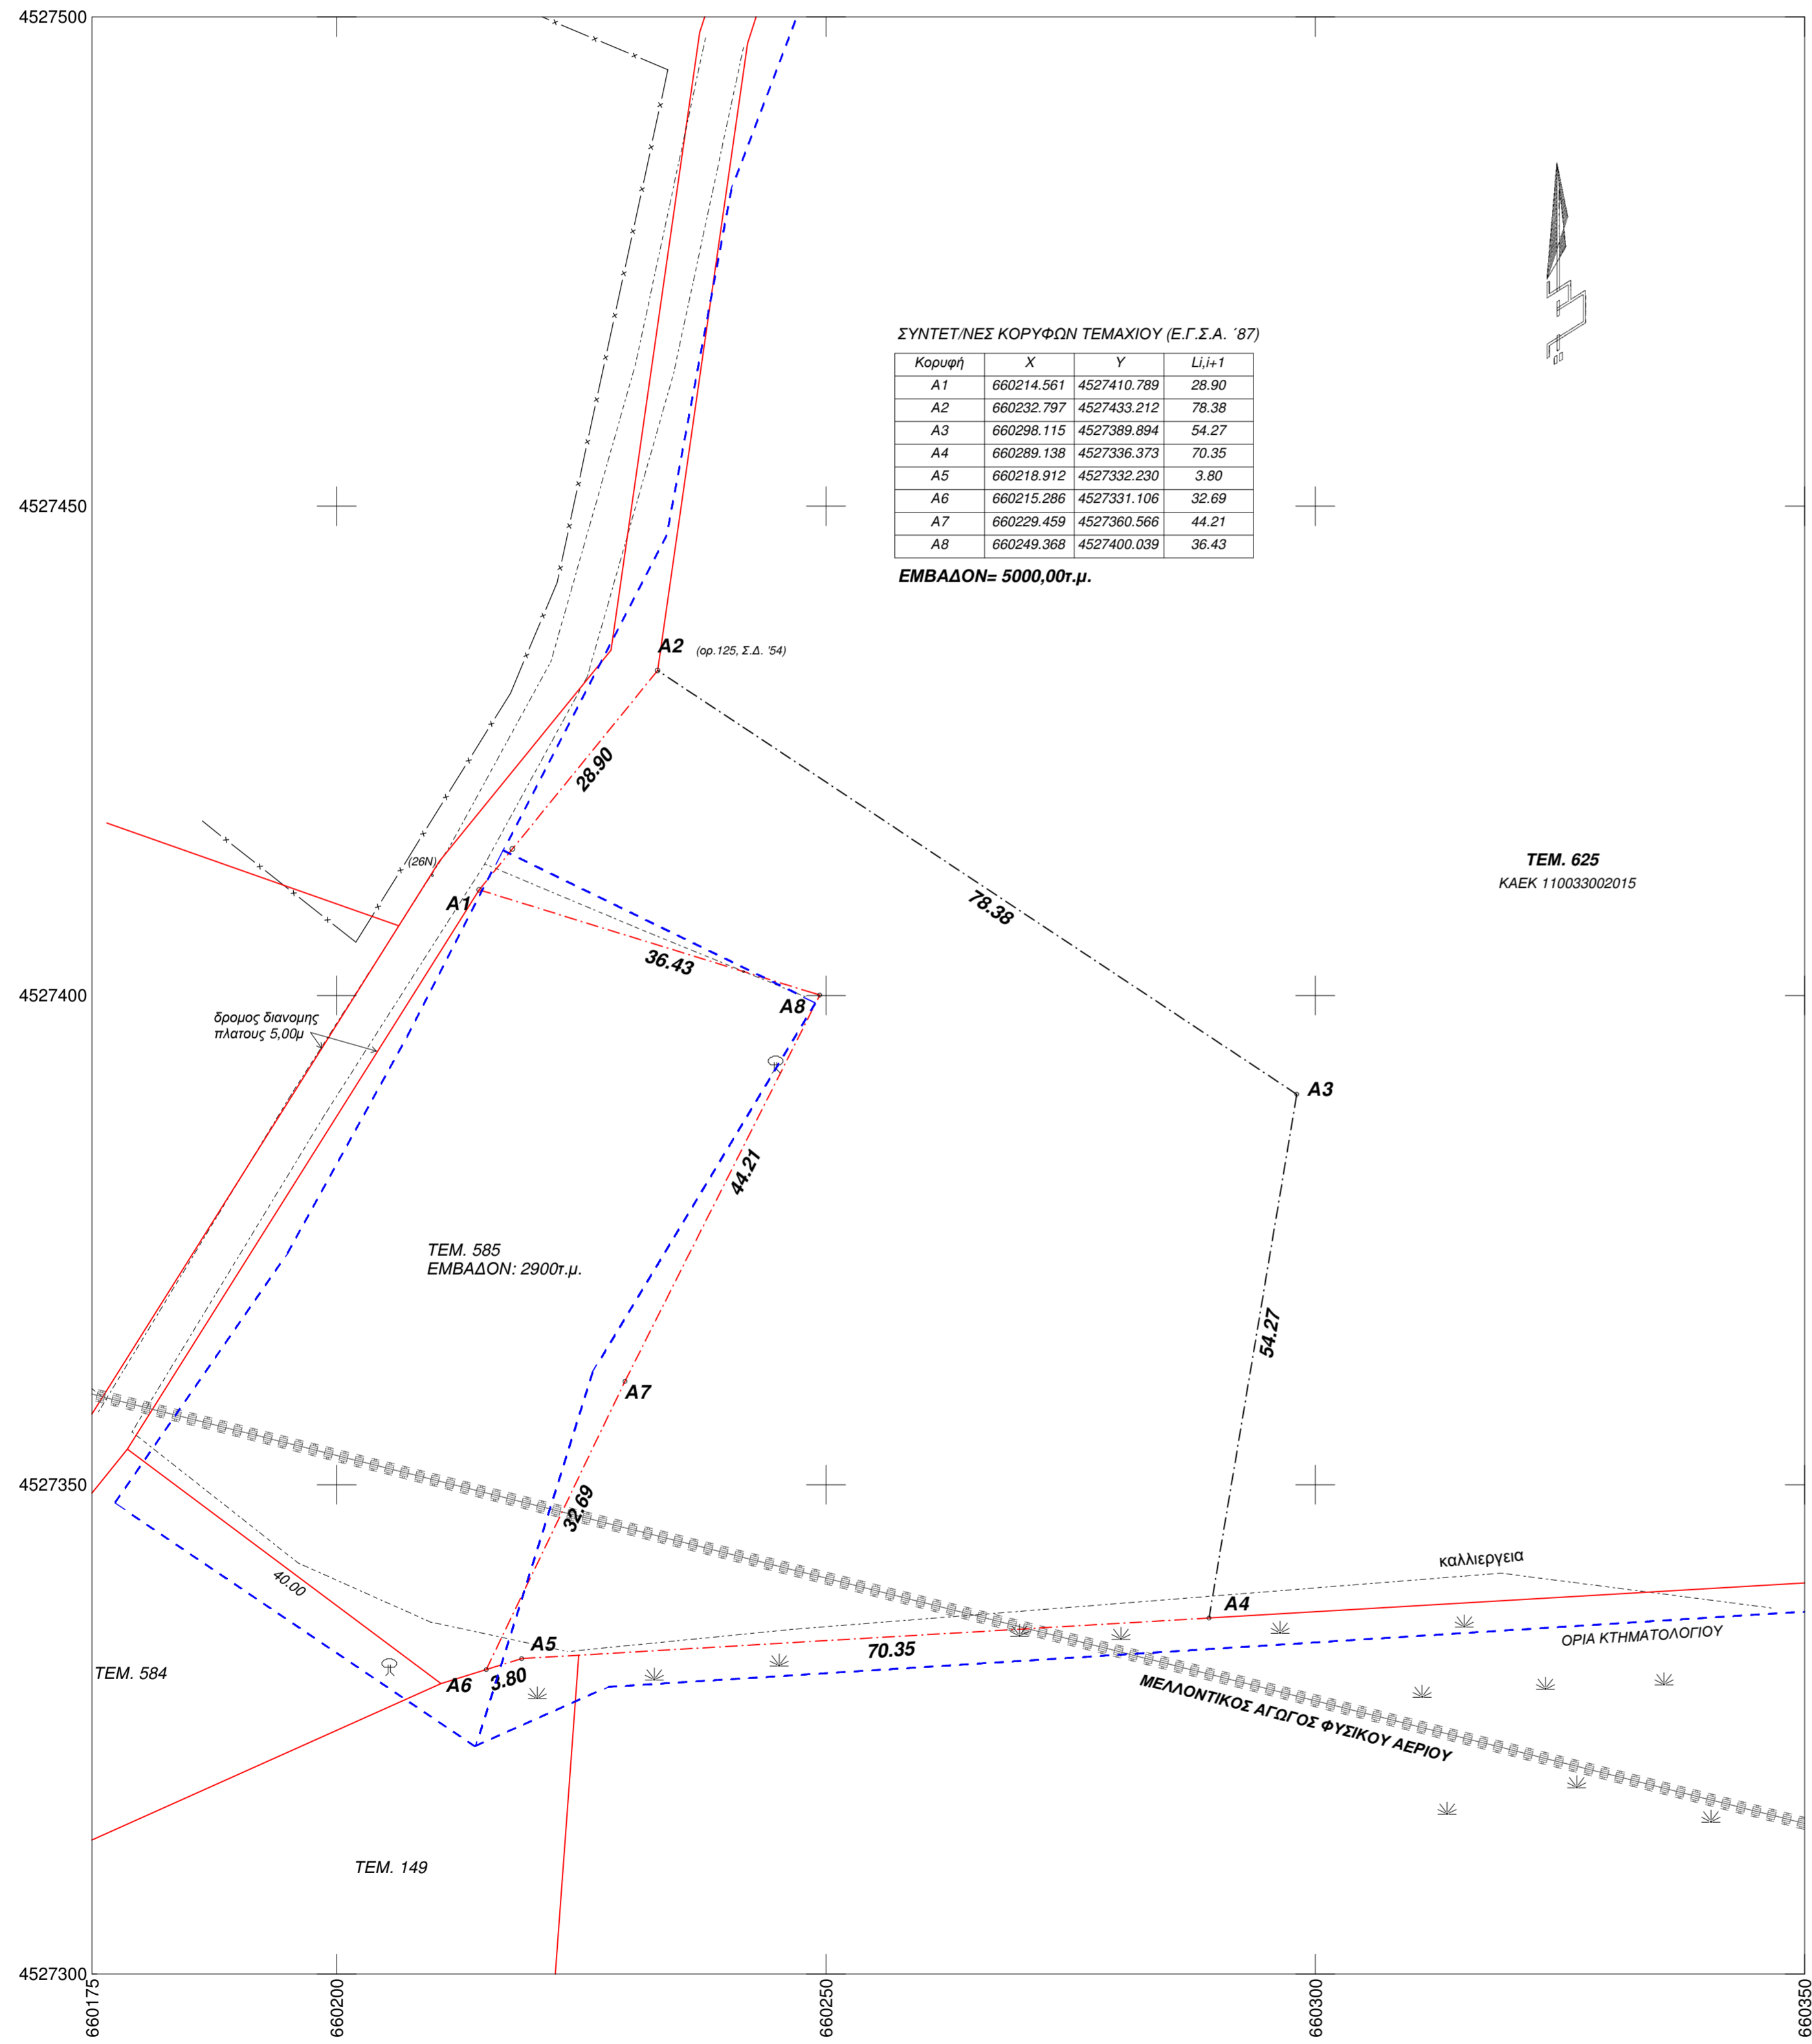 4527500
ΣΥΝΤΕΤ/ΝΕΣ ΚΟΡΥΦΩΝ ΤΕΜΑΧΙΟΥ (Ε.Γ.Σ.Α. ´87)
Κορυφή X Y Li,i+1
A1 660214.561 4527410.789 28.90
A2 660232.797 4527433.212 78.38
A3 660298.115 4527389.894 54.27
A4 660289.138 4527336.373 70.35
A5 660218.912 4527332.230 3.80
A6 660215.286 4527331.106 32.69
A7 660229.459 4527360.566 44.21
A8 660249.368 4527400.039 36.43
ΕΜΒΑΔΟΝ= 5000,00τ.μ.
4527450
A2 (ορ.125, Σ.Δ. '54)
28.90
(26N)
ΤΕΜ. 625
ΚΑΕΚ 110033002015
A1
78.38
36.43
4527400
A8
δρομος διανομης
πλατους 5,00μ
A3
44.21
ΤΕΜ. 585
ΕΜΒΑΔΟΝ: 2900τ.μ.
54.27
A7
4527350
32.69
καλλιεργεια
40.00
A4
A5
ΟΡΙΑ ΚΤΗΜΑΤΟΛΟΓΙΟΥ
70.35
ΤΕΜ. 584
A6
3.80
ΜΕΛΛΟΝΤΙΚΟΣ ΑΓΩΓΟΣ ΦΥΣΙΚΟΥ ΑΕΡΙΟΥ
ΤΕΜ. 149
4527300
660175
660200
660250
660300
660350